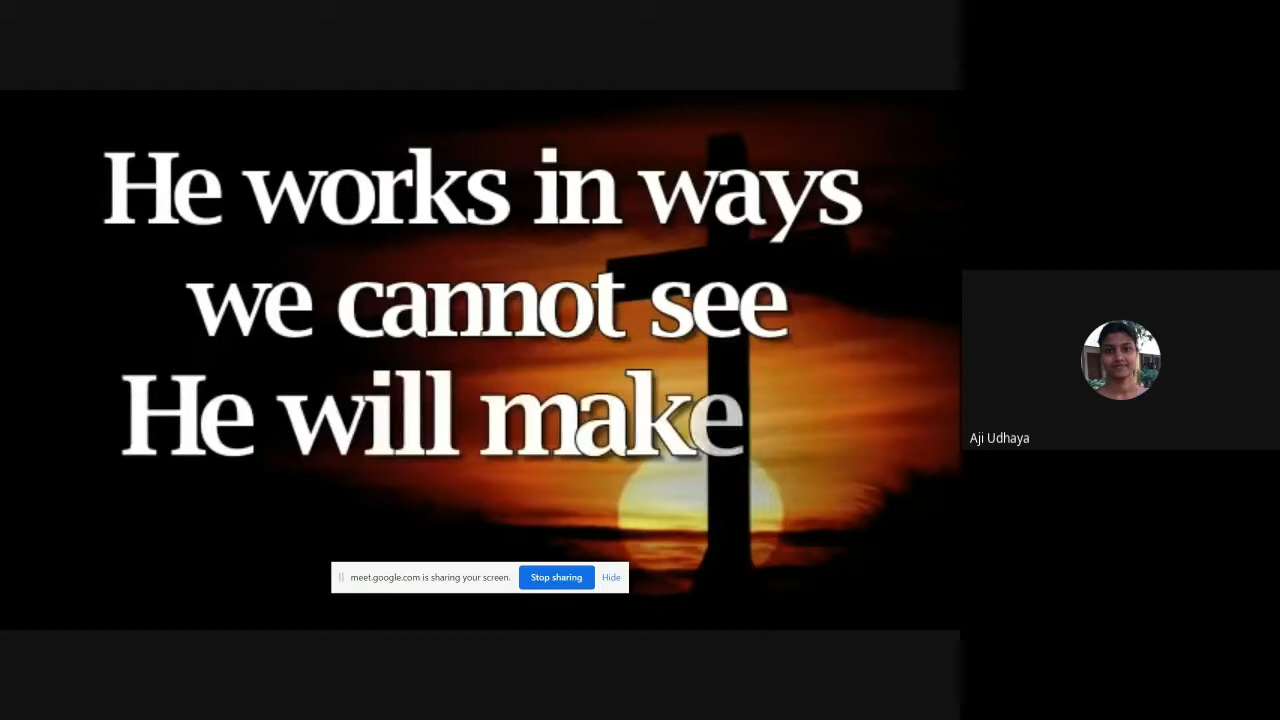 He works in ways
we cannot see
He will make
meet.google.com is sharing your screen. Stop sharing Hide
Aji Udhaya